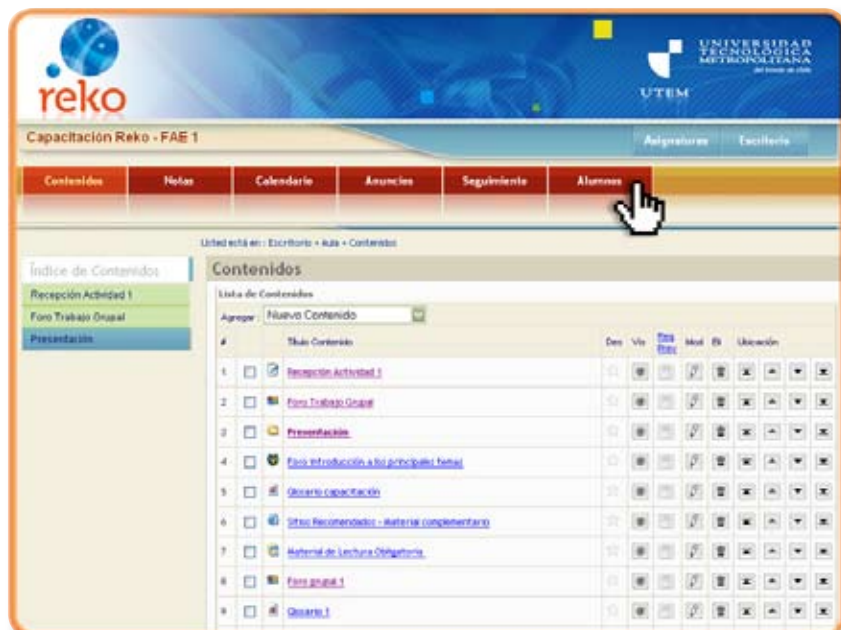 reko
UNIVERSIDAD
TECNOLÓGICA
METROPOLITANA
del Estado de Chile
UTEM
Capacitación Reko - FAE 1
Asignaturas Escritorio
Contenidos Notas Calendario Anuncios Seguimiento Alumnos
Usted está en : Escritorio • Aula • Contenidos
Índice de Contenidos
Recepción Actividad 1
Foro Trabajo Grupal
Presentación
Contenidos
Lista de Contenidos
Agregar : Nuevo Contenido
# Título Contenido Des Vis Mod Eli Ubicación
1 Recepción Actividad 1
2 Foro Trabajo Grupal
3 Presentación
4 Foro Introducción a los principales temas
5 Glosario capacitación
6 Sitios Recomendados - Material complementario
7 Material de Lectura Obligatoria
8 Foro grupal 1
9 Glosario 1